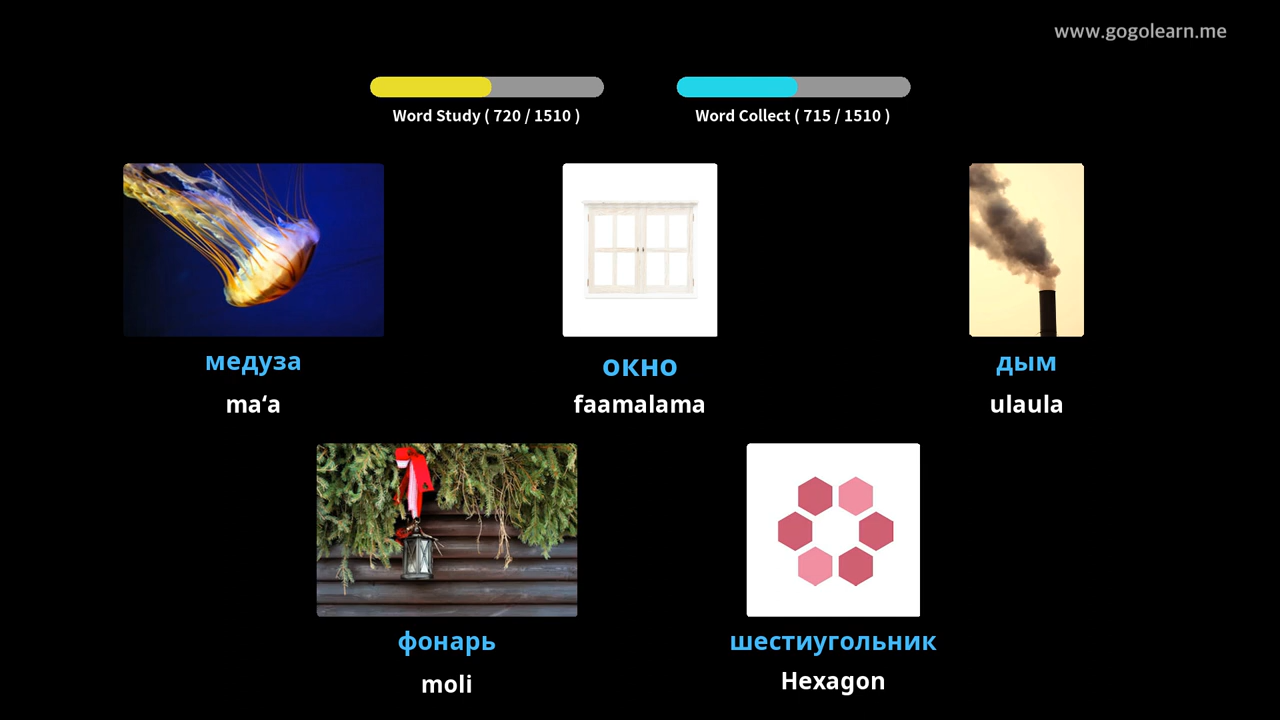 www.gogolearn.me
Word Study ( 720 / 1510 )
Word Collect ( 715 / 1510 )
медуза
ma‘a
окно
faamalama
дым
ulaula
фонарь
moli
шестиугольник
Hexagon